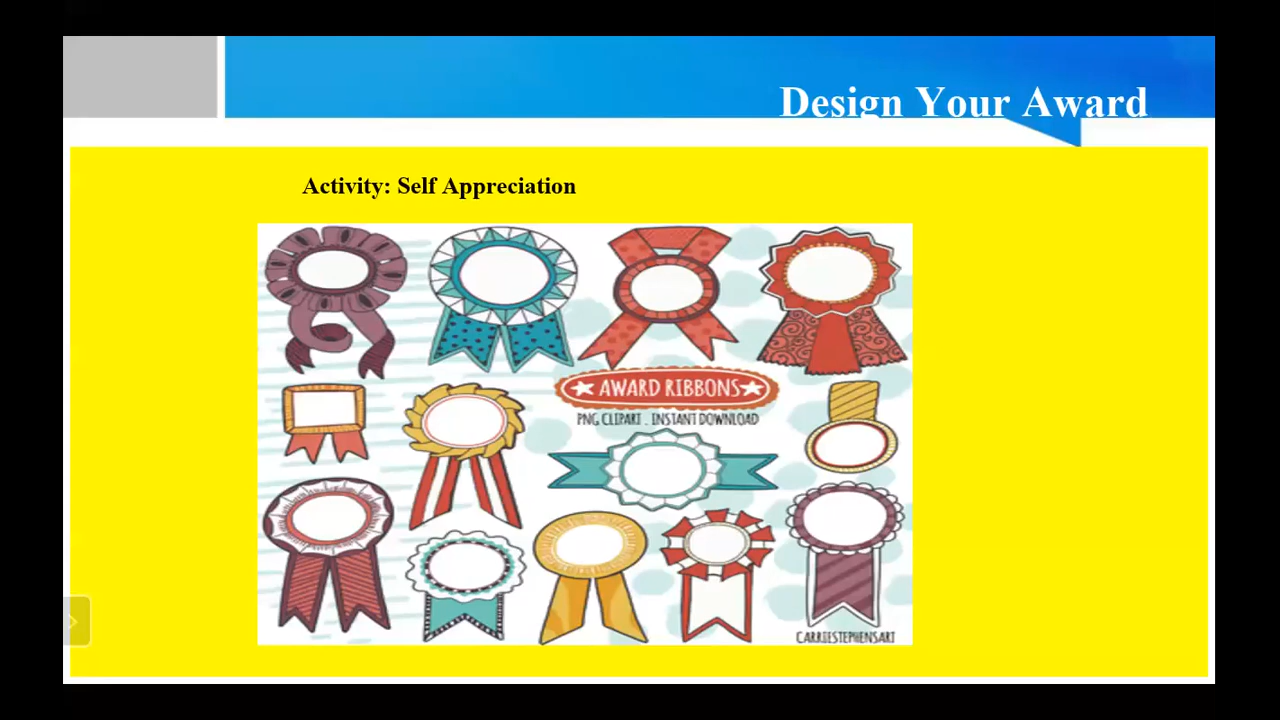 Design Your Award
Activity: Self Appreciation
AWARD RIBBONS
PNG CLIPART . INSTANT DOWNLOAD
CARRIESTEPHENSART